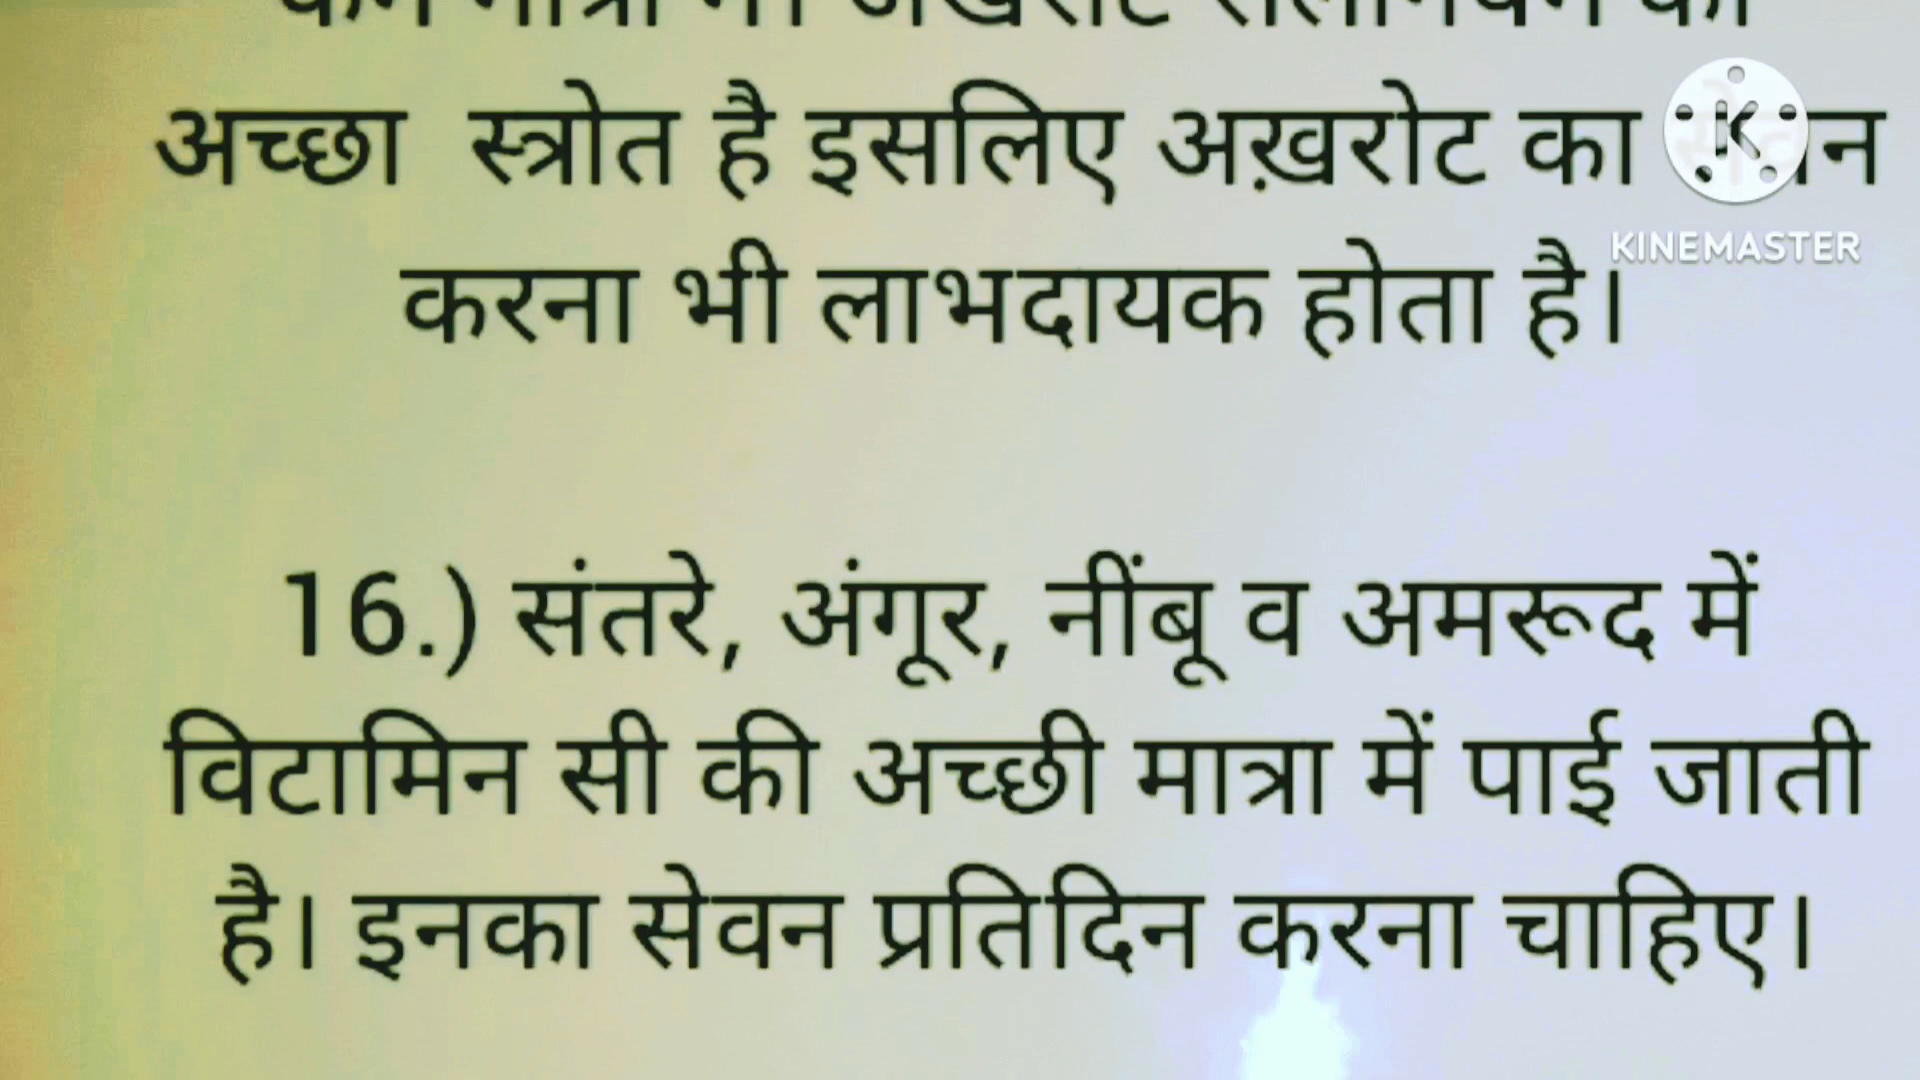 अच्छा स्त्रोत है इसलिए अख़रोट का
करना भी लाभदायक होता है।
KINEMASTER
16.) संतरे, अंगूर, नींबू व अमरूद में
विटामिन सी की अच्छी मात्रा में पाई जाती
है। इनका सेवन प्रतिदिन करना चाहिए।